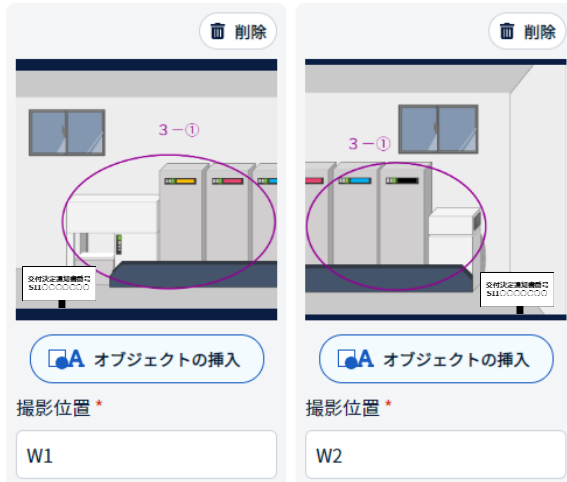 削除
3-①
交付決定通知書番号
S11〇〇〇〇〇〇〇
オブジェクトの挿入
撮影位置 *
W1
削除
3-①
交付決定通知書番号
S11〇〇〇〇〇〇〇
オブジェクトの挿入
撮影位置 *
W2